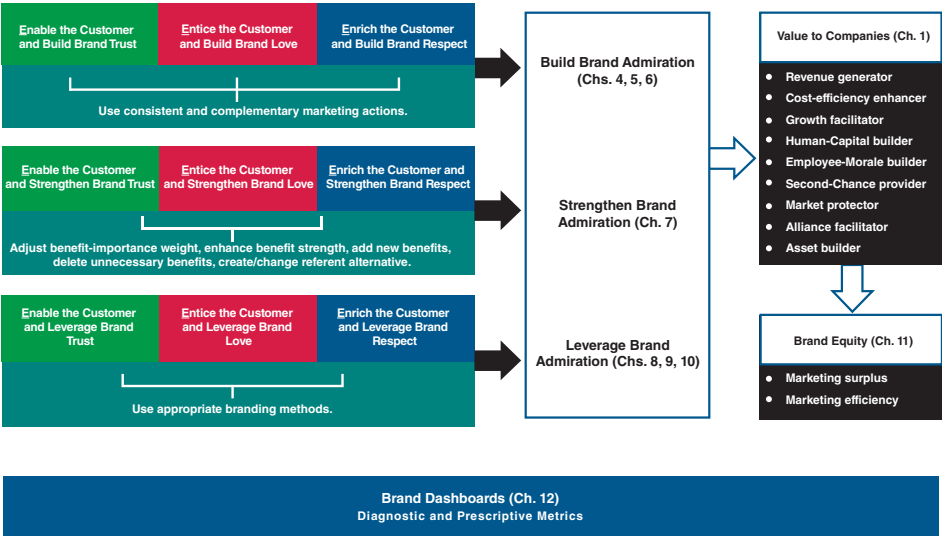 Enable the Customer
and Build Brand Trust
Entice the Customer
and Build Brand Love
Enrich the Customer
and Build Brand Respect
Use consistent and complementary marketing actions.
Enable the Customer
and Strengthen Brand Trust
Entice the Customer
and Strengthen Brand Love
Enrich the Customer and
Strengthen Brand Respect
Adjust benefit-importance weight, enhance benefit strength, add new benefits,
delete unnecessary benefits, create/change referent alternative.
Enable the Customer
and Leverage Brand
Trust
Entice the Customer
and Leverage Brand
Love
Enrich the Customer
and Leverage Brand
Respect
Use appropriate branding methods.
Build Brand Admiration
(Chs. 4, 5, 6)
Strengthen Brand
Admiration (Ch. 7)
Leverage Brand
Admiration (Chs. 8, 9, 10)
Value to Companies (Ch. 1)
• Revenue generator
• Cost-efficiency enhancer
• Growth facilitator
• Human-Capital builder
• Employee-Morale builder
• Second-Chance provider
• Market protector
• Alliance facilitator
• Asset builder
Brand Equity (Ch. 11)
• Marketing surplus
• Marketing efficiency
Brand Dashboards (Ch. 12)
Diagnostic and Prescriptive Metrics